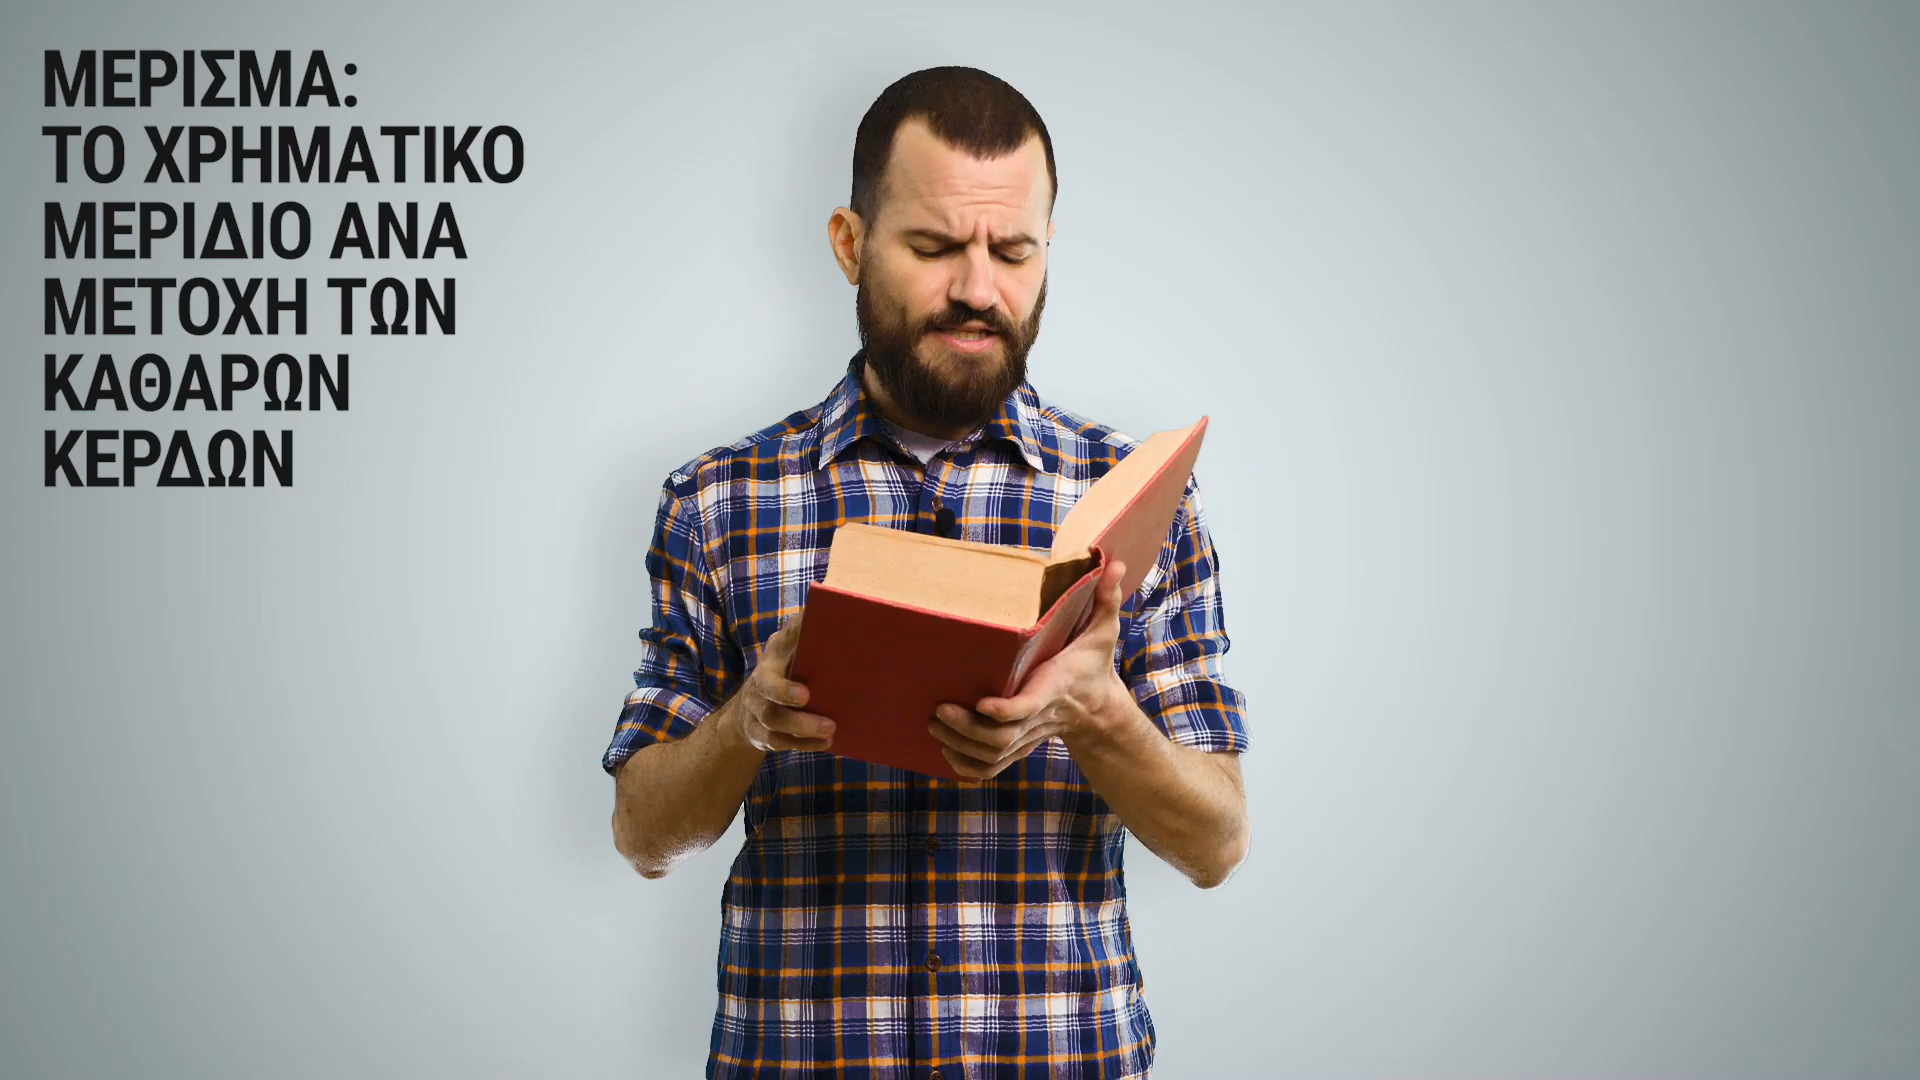 ΜΕΡΙΣΜΑ:
ΤΟ ΧΡΗΜΑΤΙΚΟ
ΜΕΡΙΔΙΟ ΑΝΑ
ΜΕΤΟΧΗ ΤΩΝ
ΚΑΘΑΡΩΝ
ΚΕΡΔΩΝ